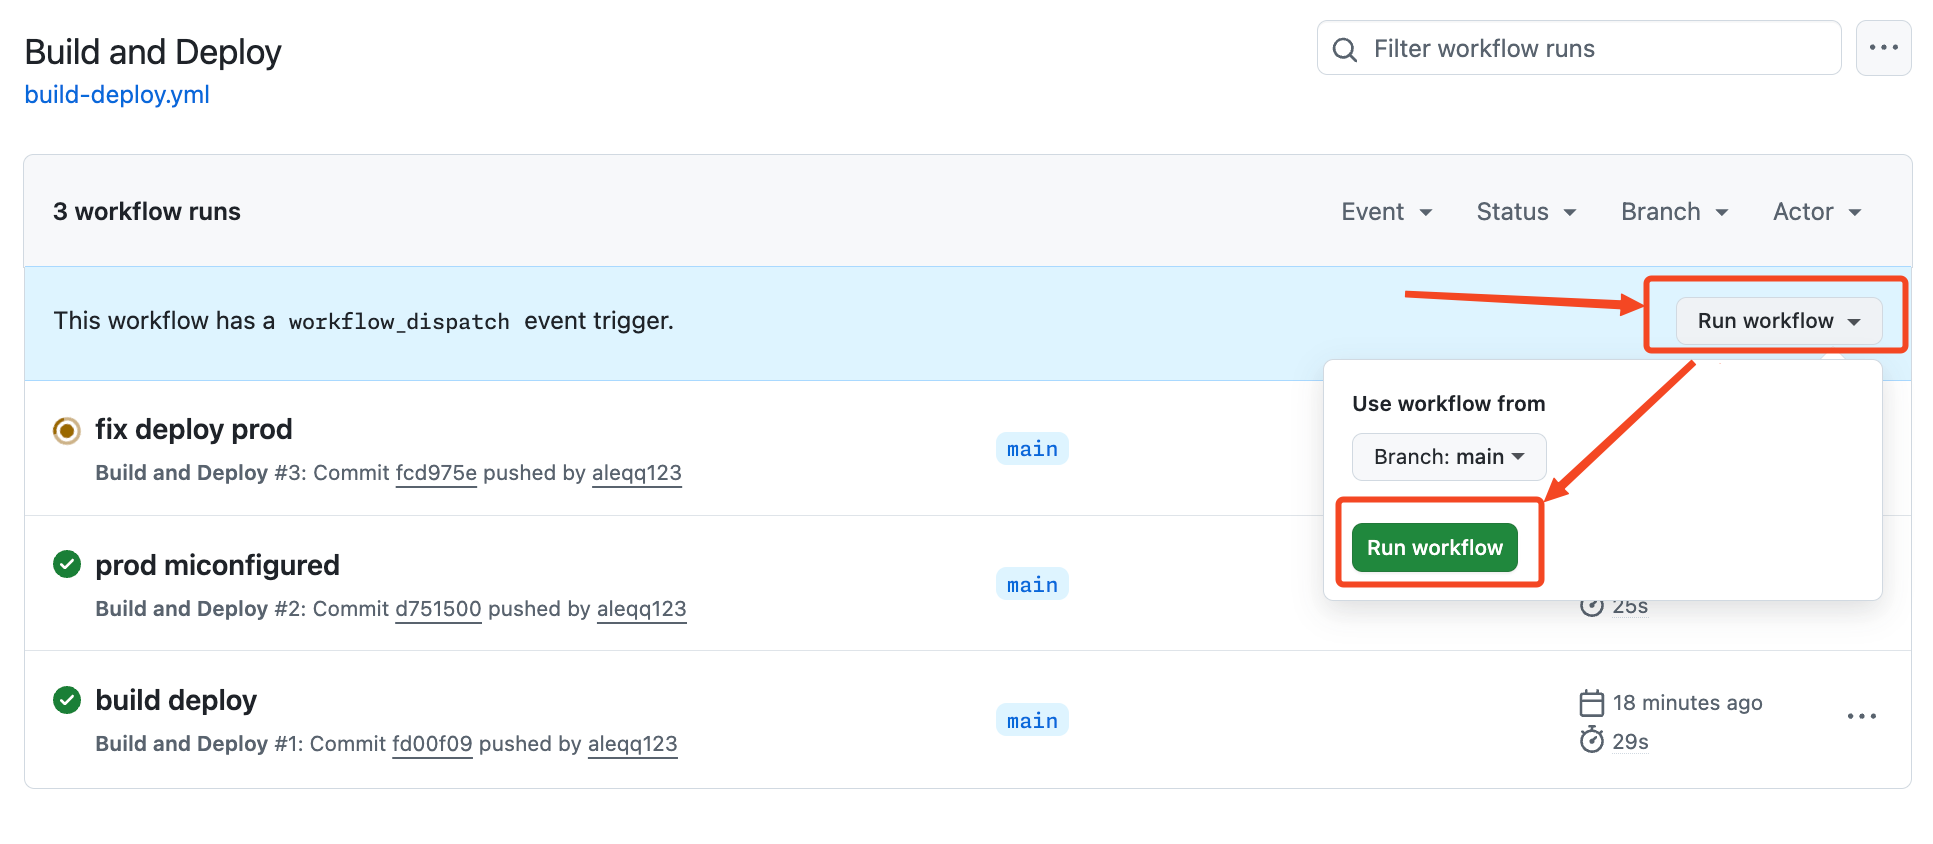 Build and Deploy
build-deploy.yml
Filter workflow runs
3 workflow runs
Event
Status
Branch
Actor
This workflow has a workflow_dispatch event trigger.
Run workflow
Use workflow from
Branch: main
Run workflow
fix deploy prod
Build and Deploy #3: Commit fcd975e pushed by aleqq123
main
prod miconfigured
Build and Deploy #2: Commit d751500 pushed by aleqq123
main
25s
build deploy
Build and Deploy #1: Commit fd00f09 pushed by aleqq123
main
18 minutes ago
29s